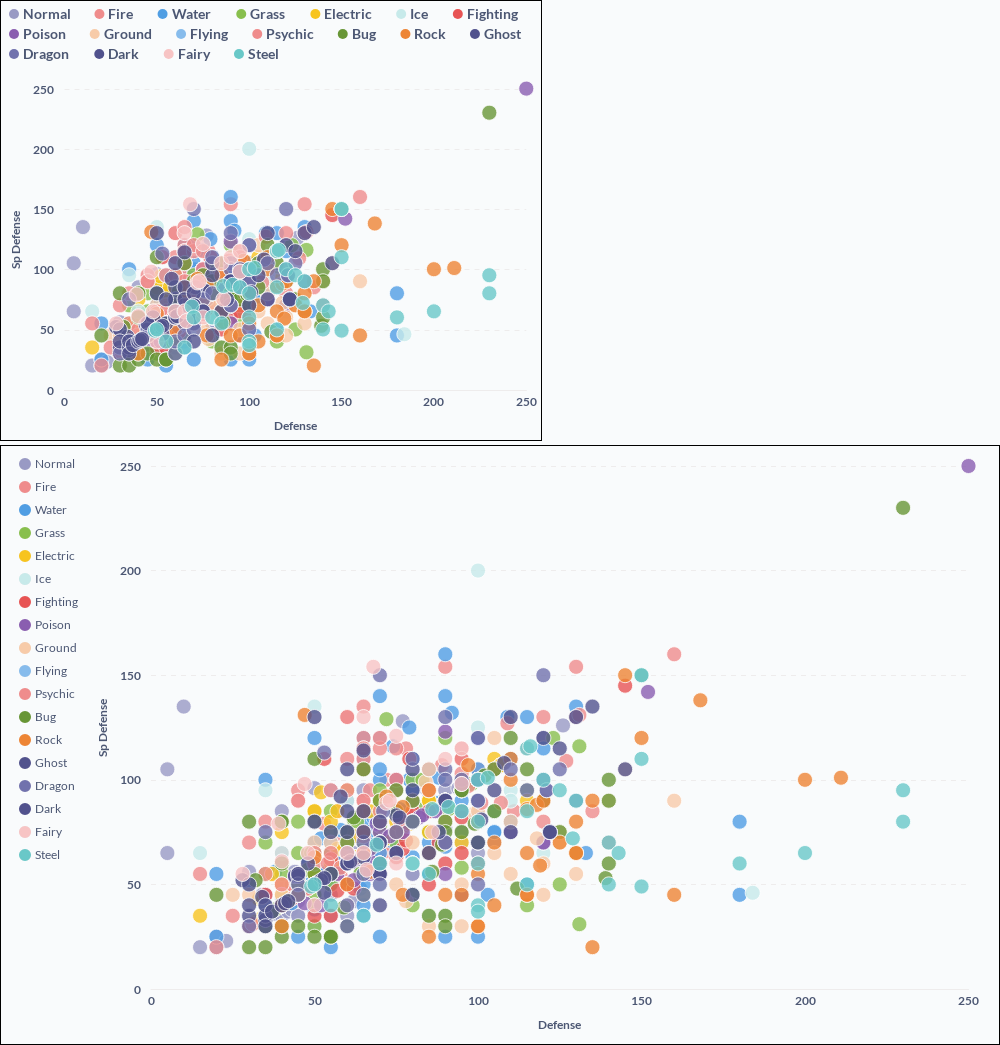 Normal Fire Water Grass Electric Ice Fighting
Poison Ground Flying Psychic Bug Rock Ghost
Dragon Dark Fairy Steel
250
200
150
100
50
0
Sp Defense
0 50 100 150 200 250
Defense
Normal
Fire
Water
Grass
Electric
Ice
Fighting
Poison
Ground
Flying
Psychic
Bug
Rock
Ghost
Dragon
Dark
Fairy
Steel
250
200
150
100
50
0
Sp Defense
0 50 100 150 200 250
Defense